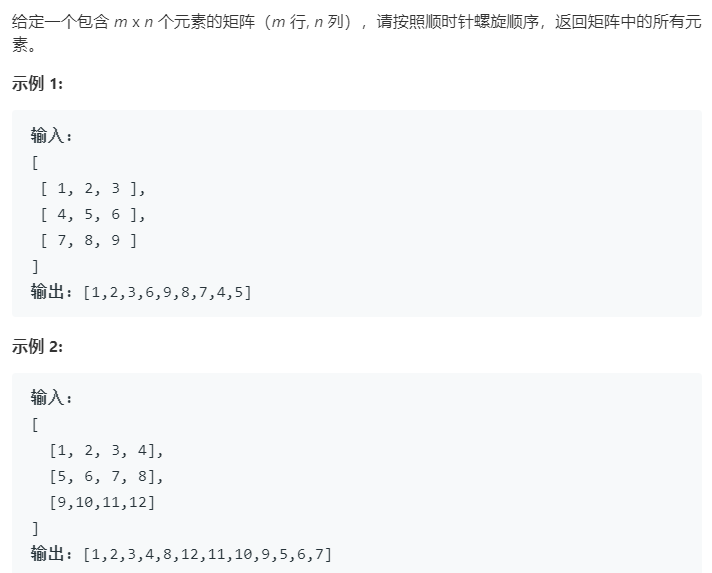 给定一个包含 m x n 个元素的矩阵（m 行, n 列），请按照顺时针螺旋顺序，返回矩阵中的所有元
素。
示例 1:
输入:
[
 [ 1, 2, 3 ],
 [ 4, 5, 6 ],
 [ 7, 8, 9 ]
]
输出: [1,2,3,6,9,8,7,4,5]
示例 2:
输入:
[
  [1, 2, 3, 4],
  [5, 6, 7, 8],
  [9,10,11,12]
]
输出: [1,2,3,4,8,12,11,10,9,5,6,7]